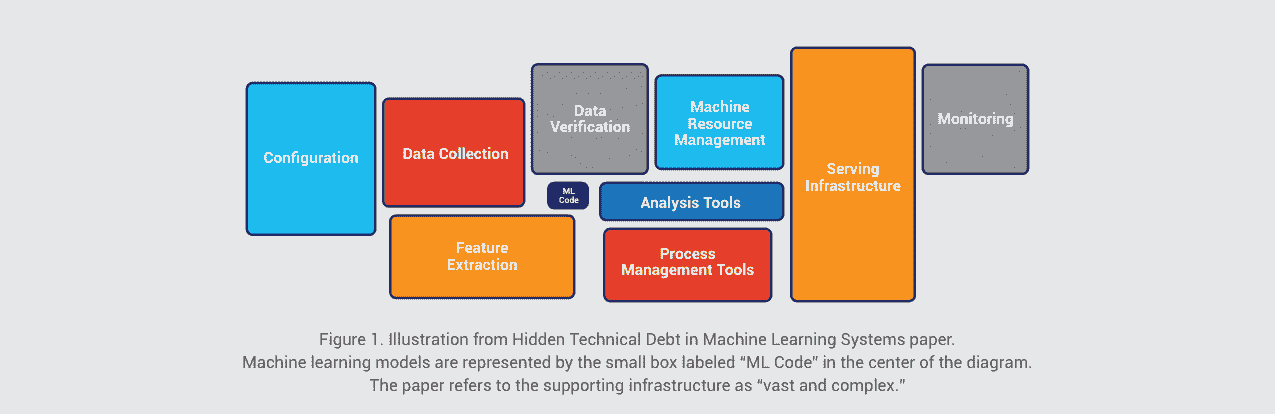 Configuration
Data Collection
Data
Verification
Machine
Resource
Management
Serving
Infrastructure
Monitoring
ML
Code
Analysis Tools
Feature
Extraction
Process
Management Tools
Figure 1. Illustration from Hidden Technical Debt in Machine Learning Systems paper.
Machine learning models are represented by the small box labeled “ML Code” in the center of the diagram.
The paper refers to the supporting infrastructure as “vast and complex.”